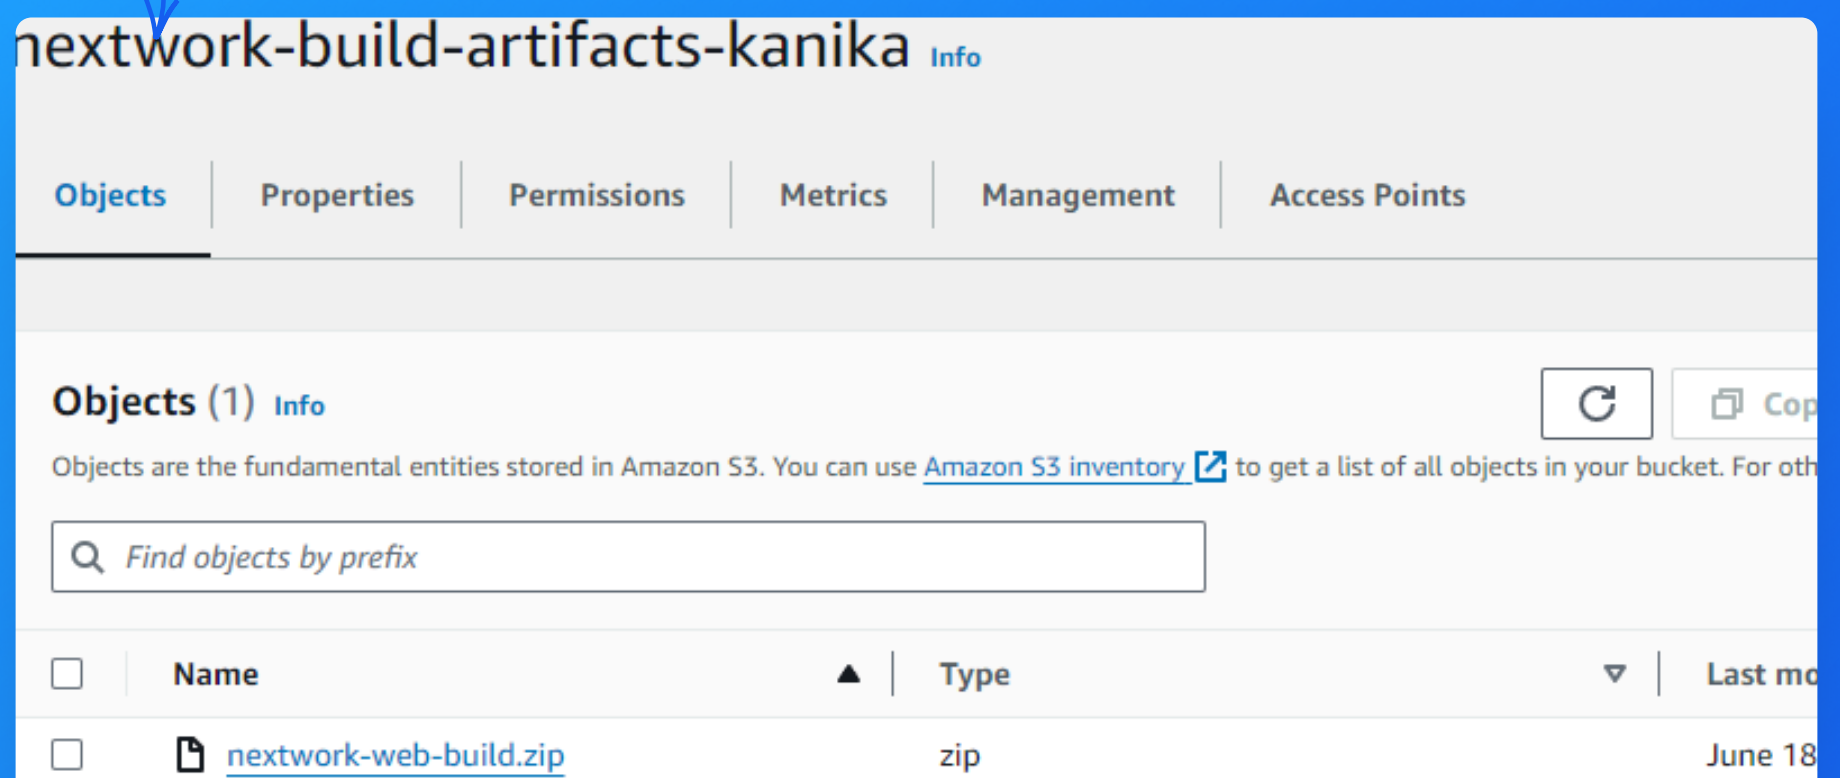 nextwork-build-artifacts-kanika Info
Objects Properties Permissions Metrics Management Access Points
Objects (1) Info
Cop
Objects are the fundamental entities stored in Amazon S3. You can use Amazon S3 inventory to get a list of all objects in your bucket. For oth
Find objects by prefix
Name Type Last mo
nextwork-web-build.zip zip June 18